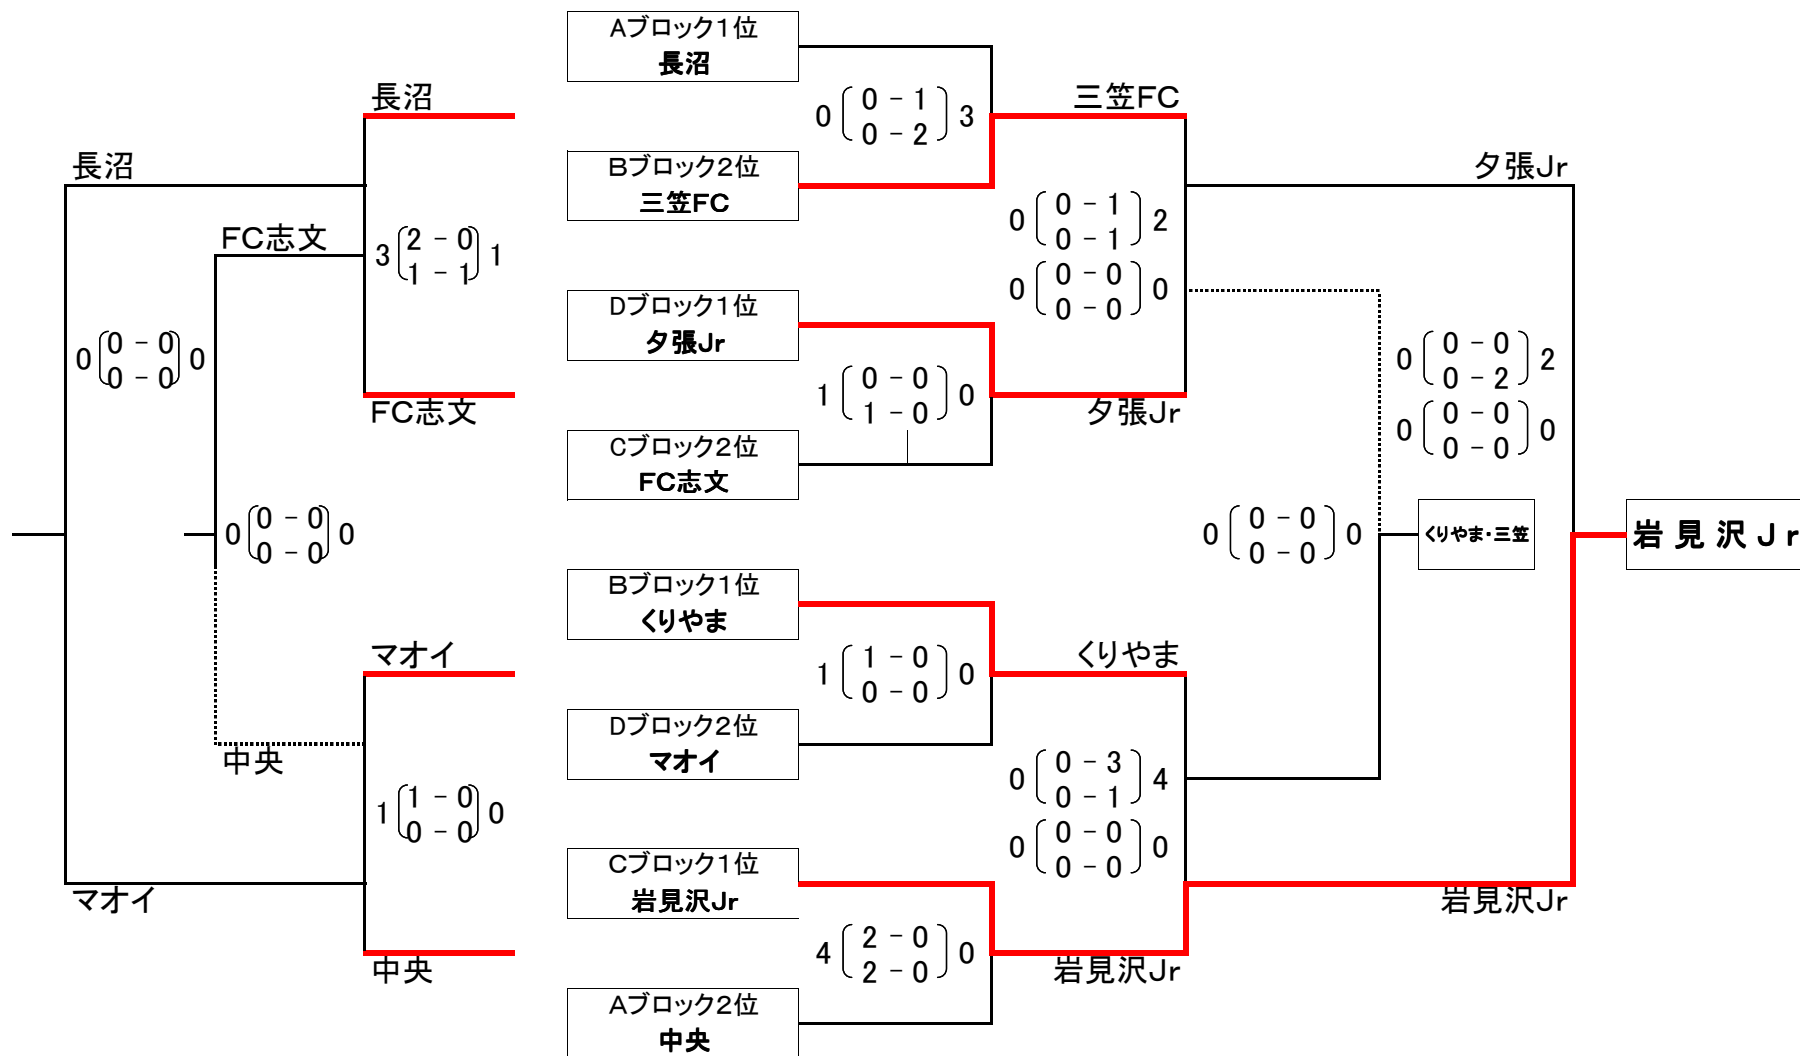 Aブロック1位
長沼
0 0 - 1 3
0 - 2
Bブロック2位
三笠FC
Dブロック1位
夕張Jr
1 0 - 0 0
1 - 0
Cブロック2位
FC志文
Bブロック1位
くりやま
1 1 - 0 0
0 - 0
Dブロック2位
マオイ
Cブロック1位
岩見沢Jr
4 2 - 0 0
2 - 0
Aブロック2位
中央
長沼
長沼
FC志文
3 2 - 0 1
1 - 1
0 0 - 0 0
0 - 0
FC志文
0 0 - 0 0
0 - 0
マオイ
中央
1 1 - 0 0
0 - 0
マオイ
中央
三笠FC
0 0 - 1 2
0 - 1
0 0 - 0 0
0 - 0
夕張Jr
くりやま
0 0 - 3 4
0 - 1
0 0 - 0 0
0 - 0
岩見沢Jr
夕張Jr
0 0 - 0 2
0 - 2
0 0 - 0 0
0 - 0
0 0 - 0 0
0 - 0
くりやま・三笠
岩見沢Jr
岩見沢Jr